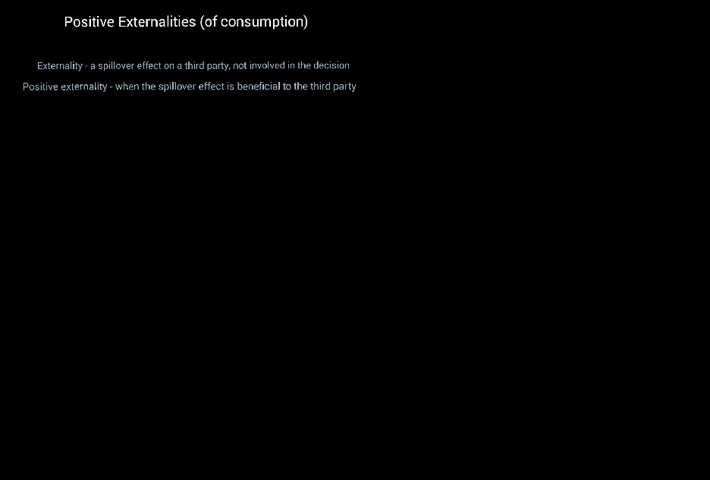 Positive Externalities (of consumption)
Externality - a spillover effect on a third party, not involved in the decision
Positive externality - when the spillover effect is beneficial to the third party